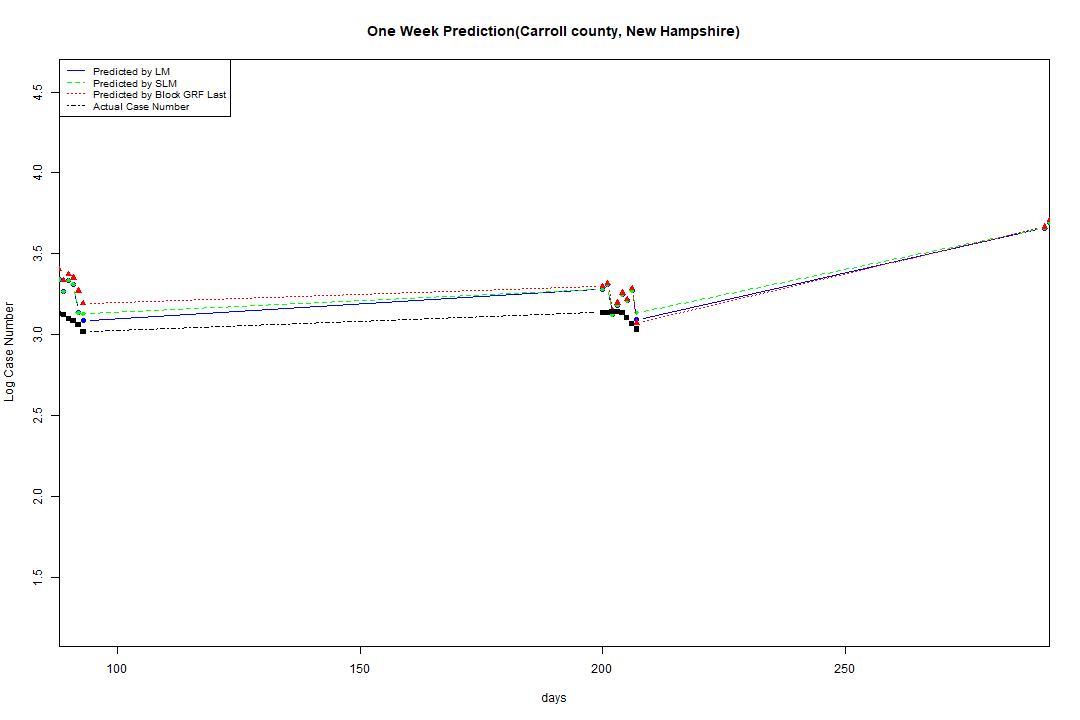 One Week Prediction(Carroll county, New Hampshire)
Predicted by LM
Predicted by SLM
Predicted by Block GRF Last
Actual Case Number
4.5
4.0
3.5
3.0
2.5
2.0
1.5
Log Case Number
100
150
200
250
days